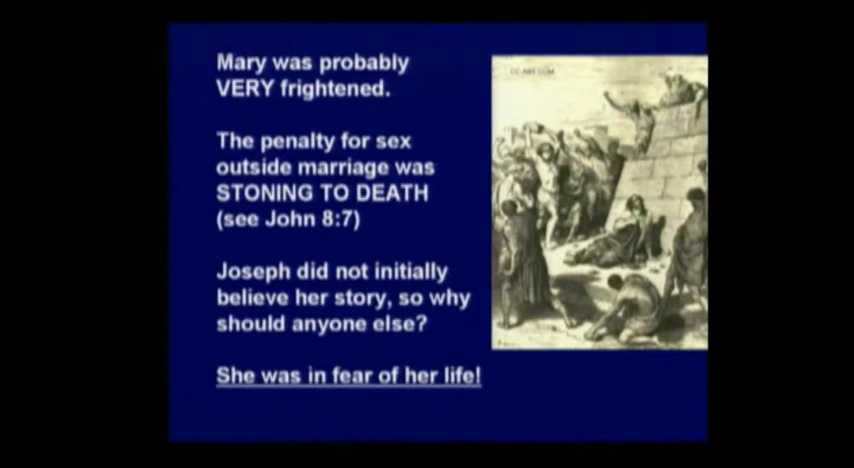 Mary was probably
VERY frightened.
The penalty for sex
outside marriage was
STONING TO DEATH
(see John 8:7)
Joseph did not initially
believe her story, so why
should anyone else?
She was in fear of her life!